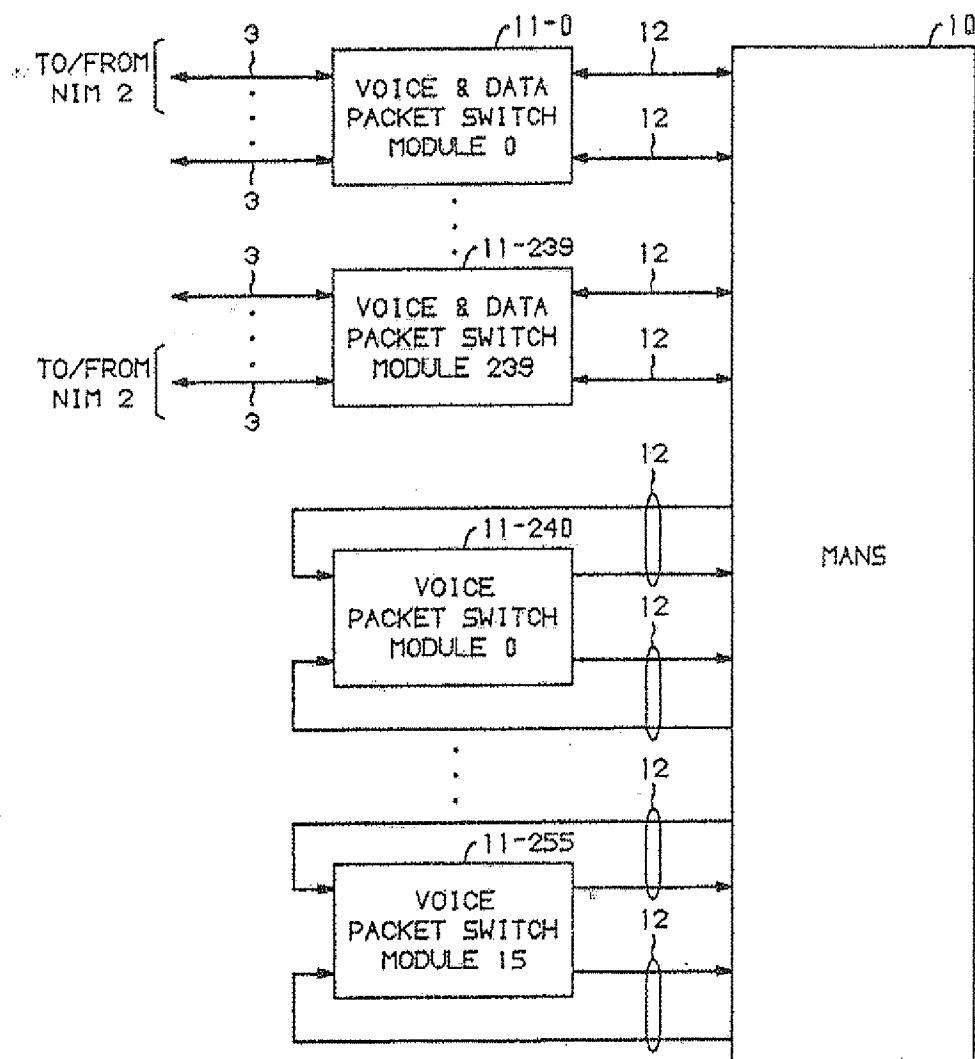 11-0
10
3
12
TO/FROM
NIM 2
VOICE & DATA
PACKET SWITCH
MODULE 0
12
3
11-239
3
12
VOICE & DATA
PACKET SWITCH
MODULE 239
12
TO/FROM
NIM 2
3
12
11-240
VOICE
PACKET SWITCH
MODULE 0
MANS
12
12
11-255
VOICE
PACKET SWITCH
MODULE 15
12